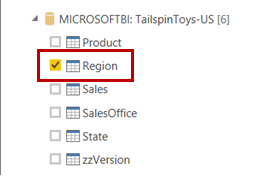 MICROSOFTBI: TailspinToys-US [6]
Product
Region
Sales
SalesOffice
State
zzVersion